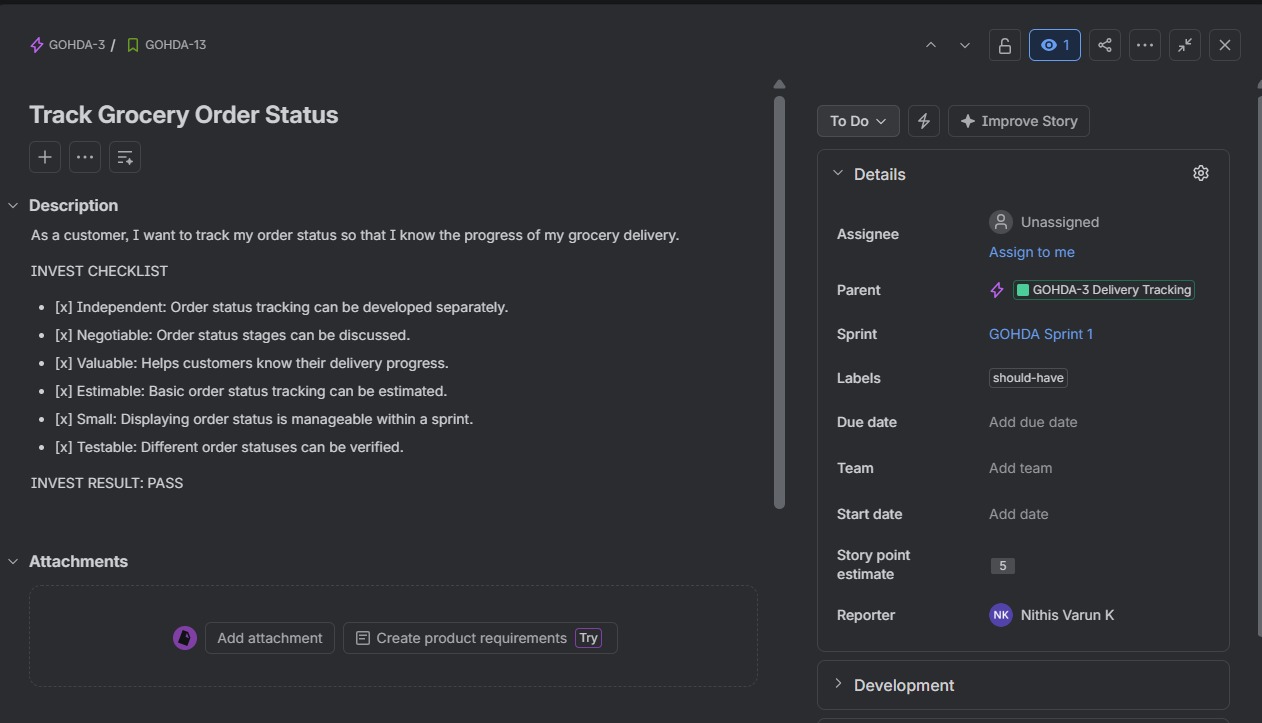 GOHDA-3 / GOHDA-13
1
Track Grocery Order Status
To Do
Improve Story
Description
As a customer, I want to track my order status so that I know the progress of my grocery delivery.
INVEST CHECKLIST
• [x] Independent: Order status tracking can be developed separately.
• [x] Negotiable: Order status stages can be discussed.
• [x] Valuable: Helps customers know their delivery progress.
• [x] Estimable: Basic order status tracking can be estimated.
• [x] Small: Displaying order status is manageable within a sprint.
• [x] Testable: Different order statuses can be verified.
INVEST RESULT: PASS
Attachments
Add attachment
Create product requirements Try
Details
Assignee
Unassigned
Assign to me
Parent
GOHDA-3 Delivery Tracking
Sprint
GOHDA Sprint 1
Labels
should-have
Due date
Add due date
Team
Add team
Start date
Add date
Story point
estimate
5
Reporter
NK Nithis Varun K
Development